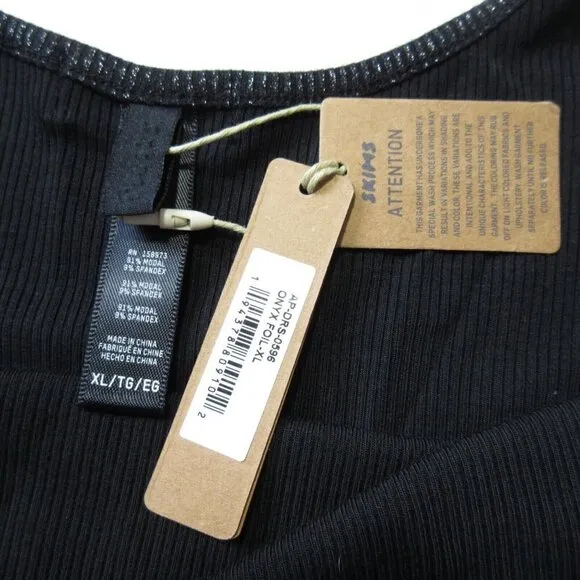 RN 158973
91% MODAL
9% SPANDEX
91% MODAL
9% SPANDEX
MADE IN CHINA
FABRIQUÉ EN CHINE
HECHO EN CHINA
XL/TG/EG
AP-DRS-0596
ONYX FOIL-XL
1 94378 80910 2
SKIMS
ATTENTION
THIS GARMENT HAS UNDERGONE A
SPECIAL WASH PROCESS WHICH MAY
RESULT IN VARIATIONS IN SHADING
AND COLOR. THESE VARIATIONS ARE
INTENTIONAL AND ADD TO THE
UNIQUE CHARACTERISTICS OF THIS
GARMENT. THE COLORING MAY RUB
OFF ON LIGHT COLORED FABRICS AND
UPHOLSTERY. WASH GARMENT
SEPARATELY UNTIL NO FURTHER
COLOR IS RELEASED.